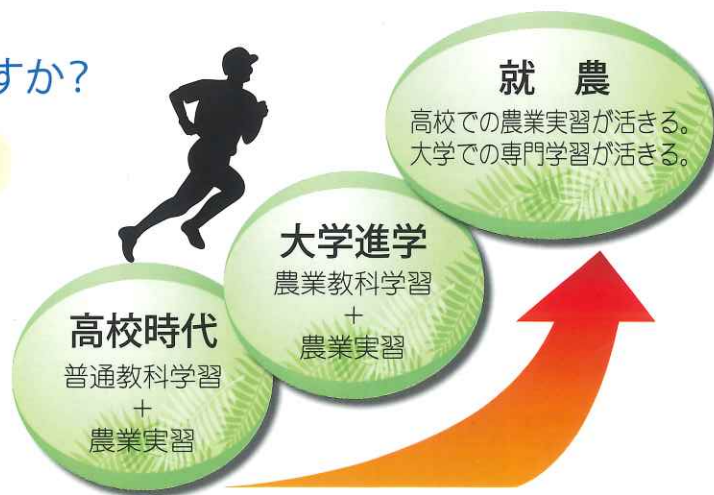 すか?
就 農
高校での農業実習が活きる。
大学での専門学習が活きる。
大学進学
農業教科学習
+
農業実習
高校時代
普通教科学習
+
農業実習